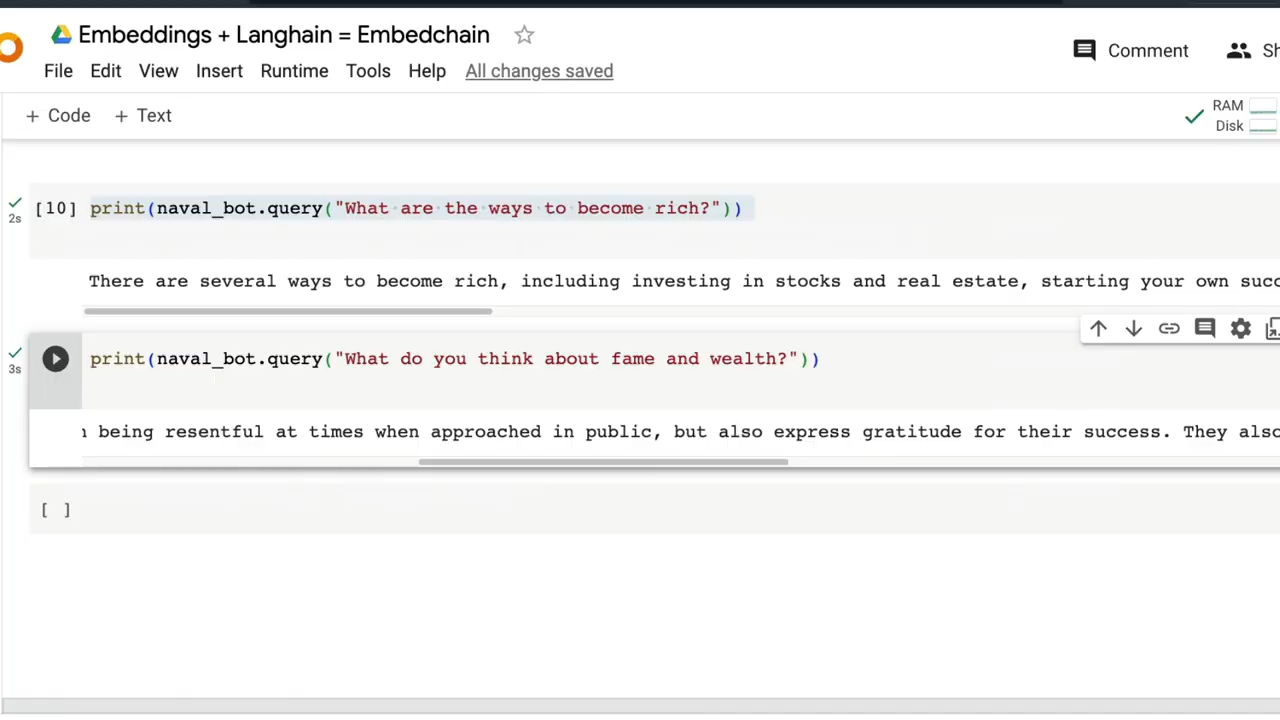 Embeddings + Langhain = Embedchain
Comment
File Edit View Insert Runtime Tools Help All changes saved
+ Code + Text
RAM
Disk
2s
[10] print(naval_bot.query("What are the ways to become rich?"))
There are several ways to become rich, including investing in stocks and real estate, starting your own succ
3s
print(naval_bot.query("What do you think about fame and wealth?"))
being resentful at times when approached in public, but also express gratitude for their success. They also
[ ]